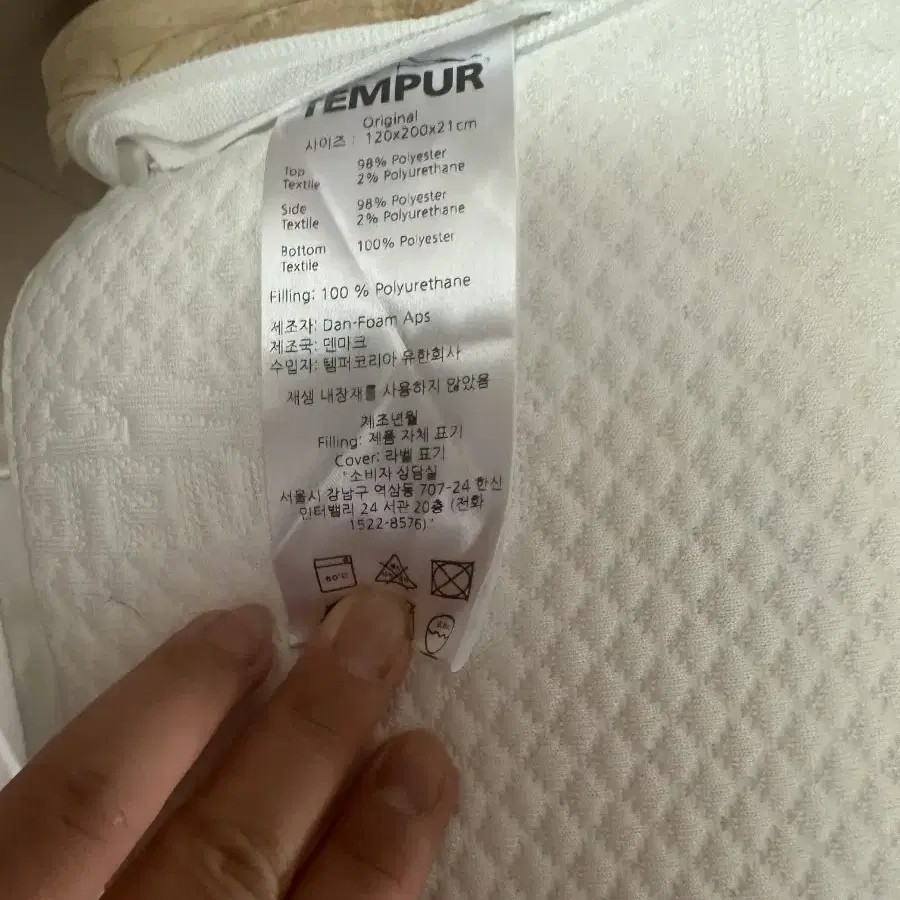 TEMPUR
Original
사이즈 : 120x200x21cm
Top Textile 98% Polyester 2% Polyurethane
Side Textile 98% Polyester 2% Polyurethane
Bottom Textile 100% Polyester
Filling: 100 % Polyurethane
제조자: Dan-Foam Aps
제조국: 덴마크
수입자: 템퍼코리아 유한회사
재생 내장재를 사용하지 않았음
제조년월
Filling: 제품 자체 표기
Cover: 라벨 표기
"소비자 상담실
서울시 강남구 역삼동 707-24 한신
인터밸리 24 서관 20층 (전화
1522-8576)"
60°C